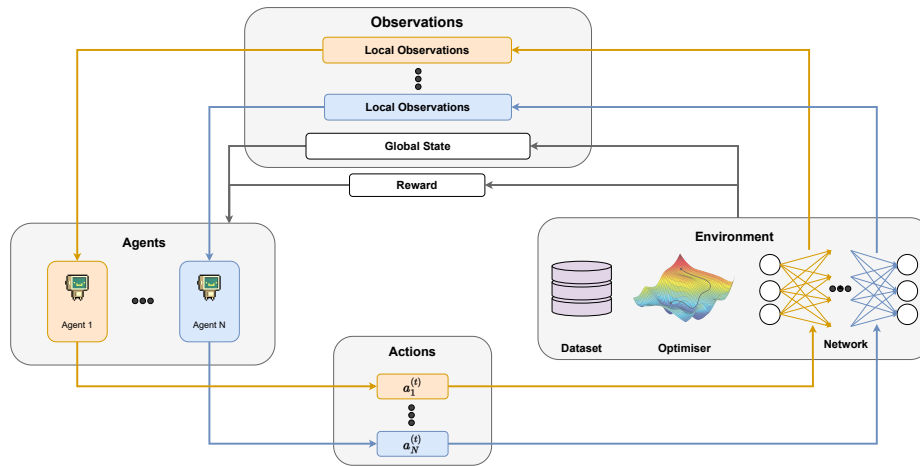 Observations
Local Observations
Local Observations
Global State
Reward
Agents
Agent 1
Agent N
Environment
Dataset
Optimiser
Network
Actions
a_1^{(t)}
a_N^{(t)}